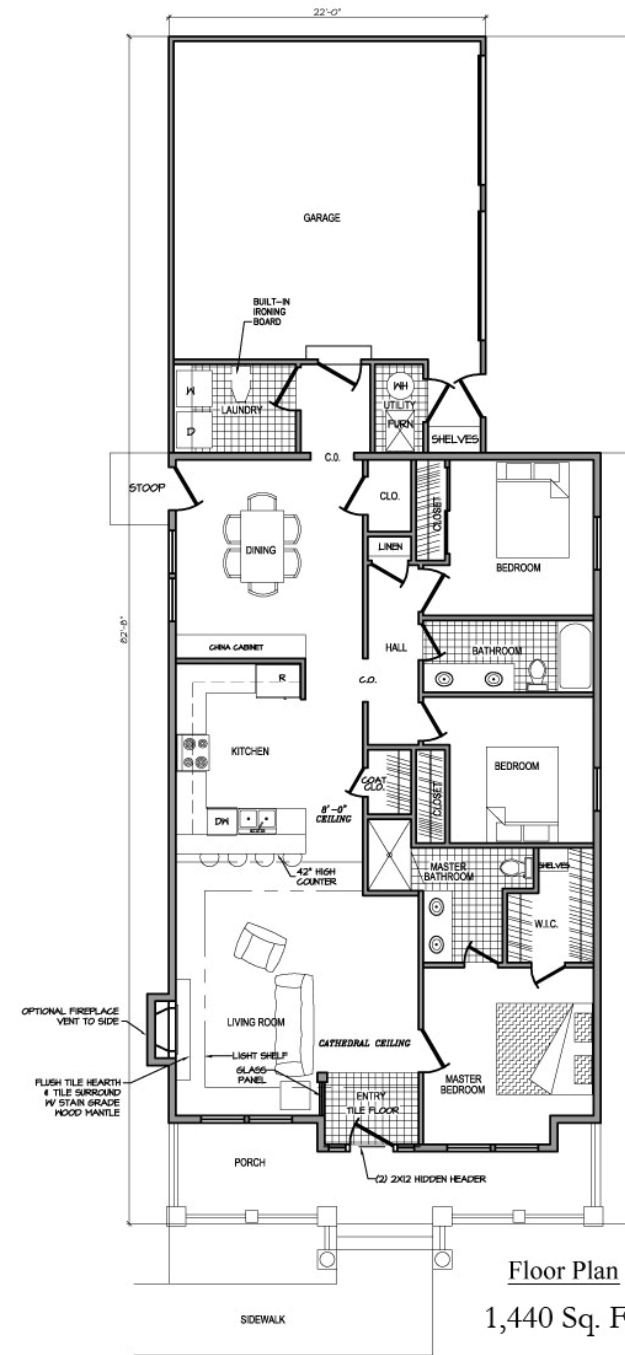 22'-0"
GARAGE
BUILT-IN
IRONING
BOARD
W
LAUNDRY
D
WH
UTILITY
FURN
SHELVES
C.O.
STOOP
CLO.
CLOSET
BEDROOM
DINING
LINEN
82'-8"
HALL
BATHROOM
CHINA CABINET
C.O.
R
KITCHEN
BEDROOM
COAT
CLO.
CLOSET
8'-0"
CEILING
DW
42" HIGH
COUNTER
MASTER
BATHROOM
SHELVES
W.I.C.
OPTIONAL FIREPLACE
VENT TO SIDE
LIVING ROOM
CATHEDRAL CEILING
LIGHT SHELF
GLASS
PANEL
FLUSH TILE HEARTH
& TILE SURROUND
W/ STAIN GRADE
WOOD MANTLE
ENTRY
TILE FLOOR
MASTER
BEDROOM
PORCH
(2) 2X12 HIDDEN HEADER
Floor Plan
1,440 Sq. F
SIDEWALK